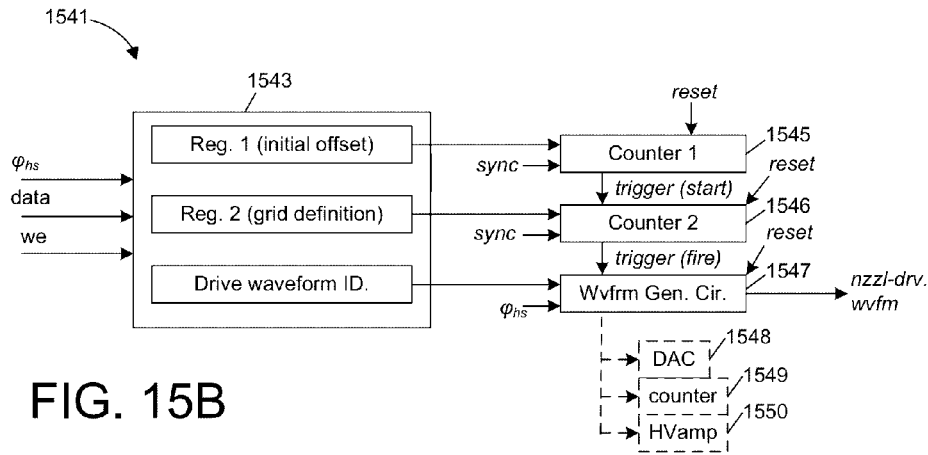 1541
1543
reset
Reg. 1 (initial offset)
1545
Counter 1
sync
φhs
trigger (start)
reset
data
Reg. 2 (grid definition)
1546
Counter 2
we
sync
reset
trigger (fire)
1547
Drive waveform ID.
Wvfrm Gen. Cir.
nzzl-drv.
wvfm
φhs
1548
DAC
1549
counter
1550
HVamp
FIG. 15B